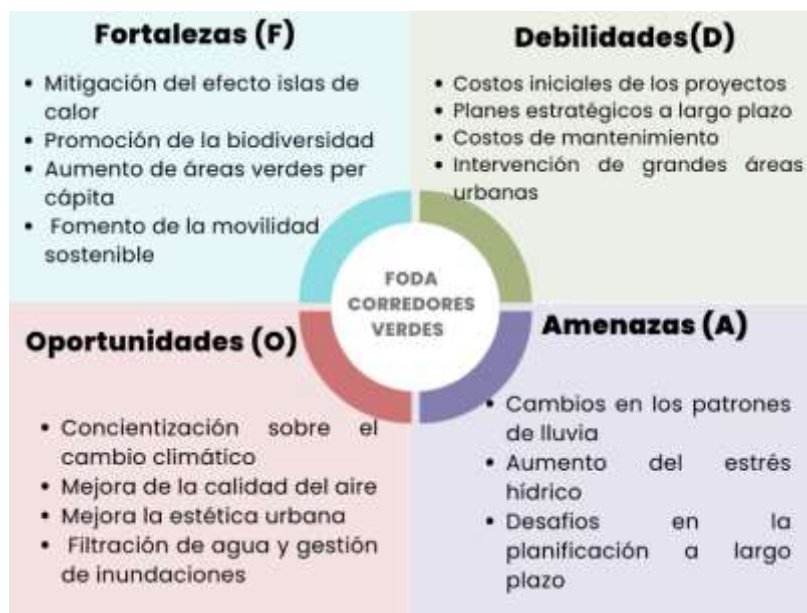 Fortalezas (F)
• Mitigación del efecto islas de
calor
• Promoción de la biodiversidad
• Aumento de áreas verdes per
cápita
• Fomento de la movilidad
sostenible
Debilidades(D)
• Costos iniciales de los proyectos
• Planes estratégicos a largo plazo
• Costos de mantenimiento
• Intervención de grandes áreas
urbanas
FODA
CORREDORES
VERDES
Oportunidades (O)
• Concientización sobre el
cambio climático
• Mejora de la calidad del aire
• Mejora la estética urbana
• Filtración de agua y gestión
de inundaciones
Amenazas (A)
• Cambios en los patrones
de lluvia
• Aumento del estrés
hídrico
• Desafios en la
planificación a largo
plazo